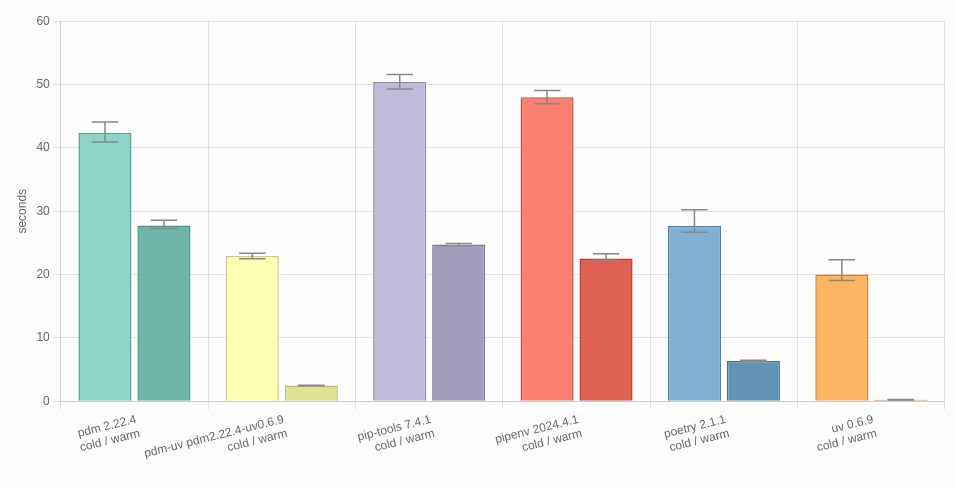 60
50
40
30
20
10
0
seconds
pdm 2.22.4
cold / warm
pdm-uv pdm2.22.4-uv0.6.9
cold / warm
pip-tools 7.4.1
cold / warm
pipenv 2024.4.1
cold / warm
poetry 2.1.1
cold / warm
uv 0.6.9
cold / warm